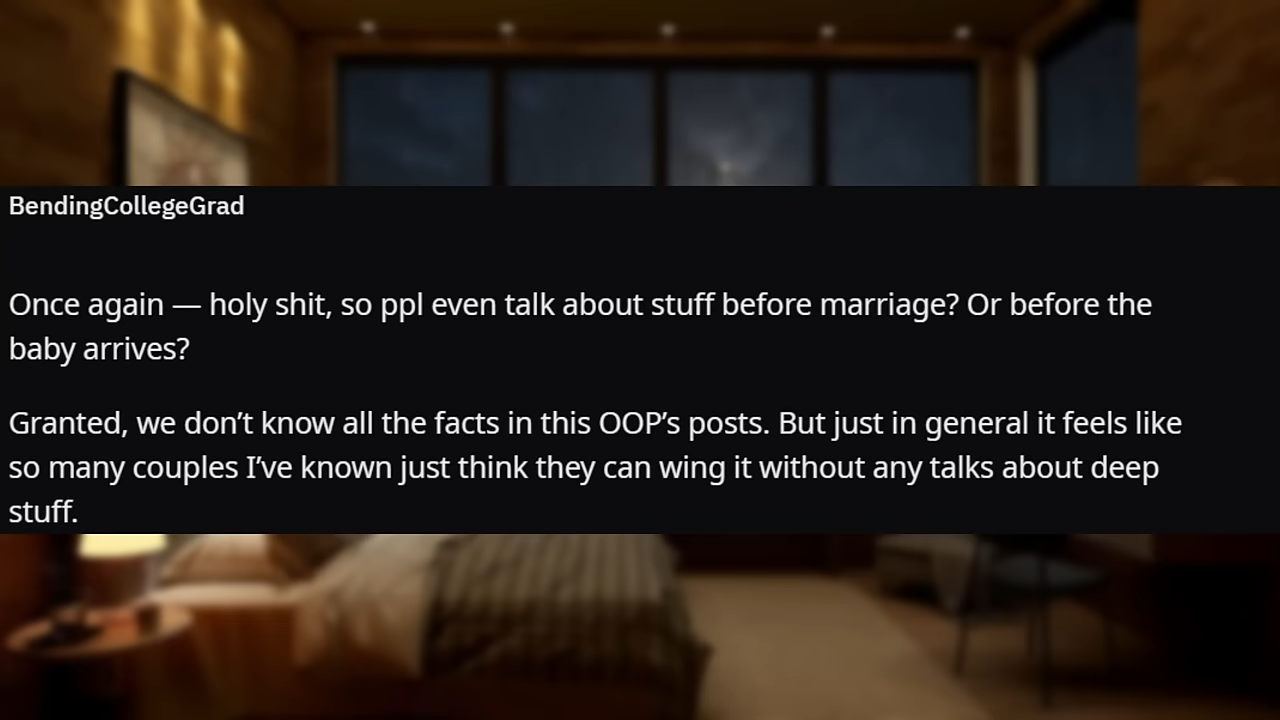 BendingCollegeGrad
Once again — holy shit, so ppl even talk about stuff before marriage? Or before the
baby arrives?
Granted, we don’t know all the facts in this OOP’s posts. But just in general it feels like
so many couples I’ve known just think they can wing it without any talks about deep
stuff.